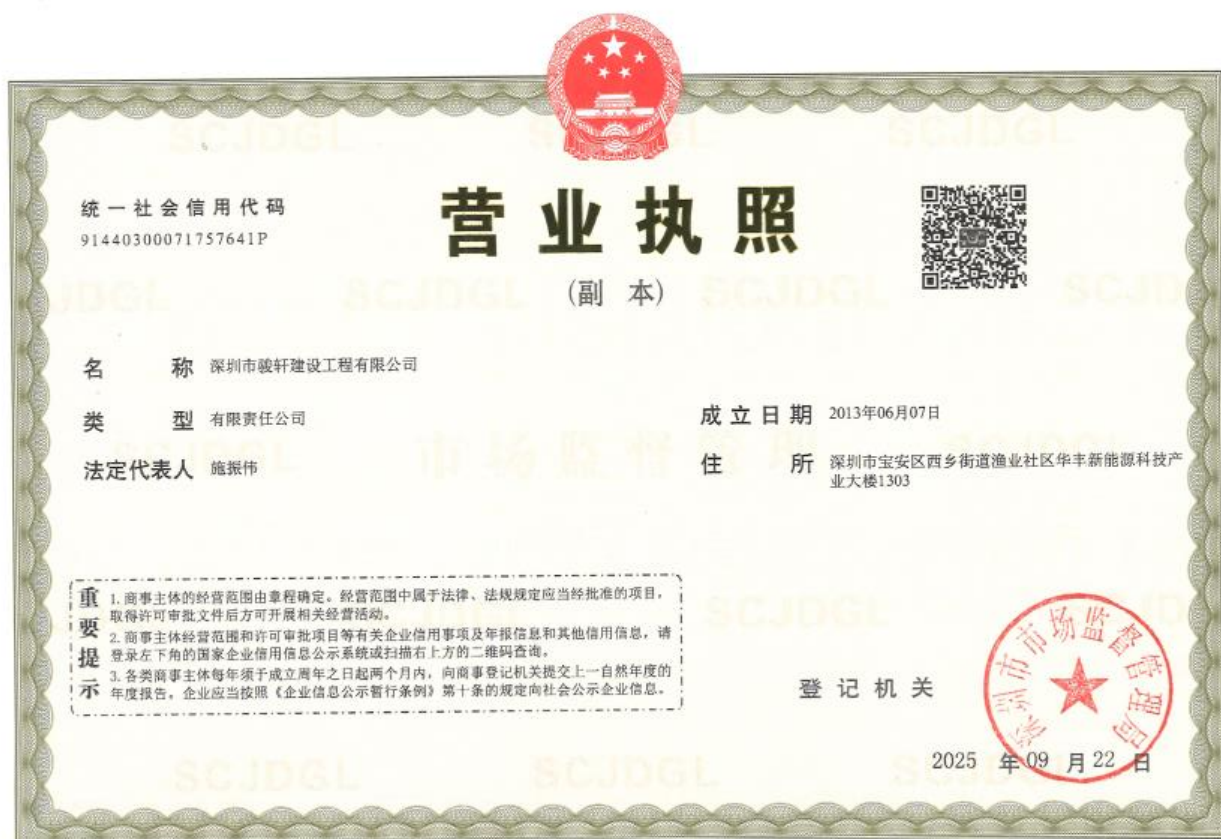 统一社会信用代码
91440300071757641P
营业执照
(副 本)
名 称 深圳市骏轩建设工程有限公司
类 型 有限责任公司
法定代表人 施振伟
成立日期 2013年06月07日
住 所 深圳市宝安区西乡街道渔业社区华丰新能源科技产
业大楼1303
重要提示
1. 商事主体的经营范围由章程确定。经营范围中属于法律、法规规定应当经批准的项目，
取得许可审批文件后方可开展相关经营活动。
2. 商事主体经营范围和许可审批项目等有关企业信用事项及年报信息和其他信用信息，请
登录左下角的国家企业信用信息公示系统或扫描右上方的二维码查询。
3. 各类商事主体每年须于成立周年之日起两个月内，向商事登记机关提交上一自然年度的
年度报告。企业应当按照《企业信息公示暂行条例》第十条的规定向社会公示企业信息。
登记机关
深圳市市场监督管理局
2025 年 09 月 22 日
SCJDGL
市场监督管理